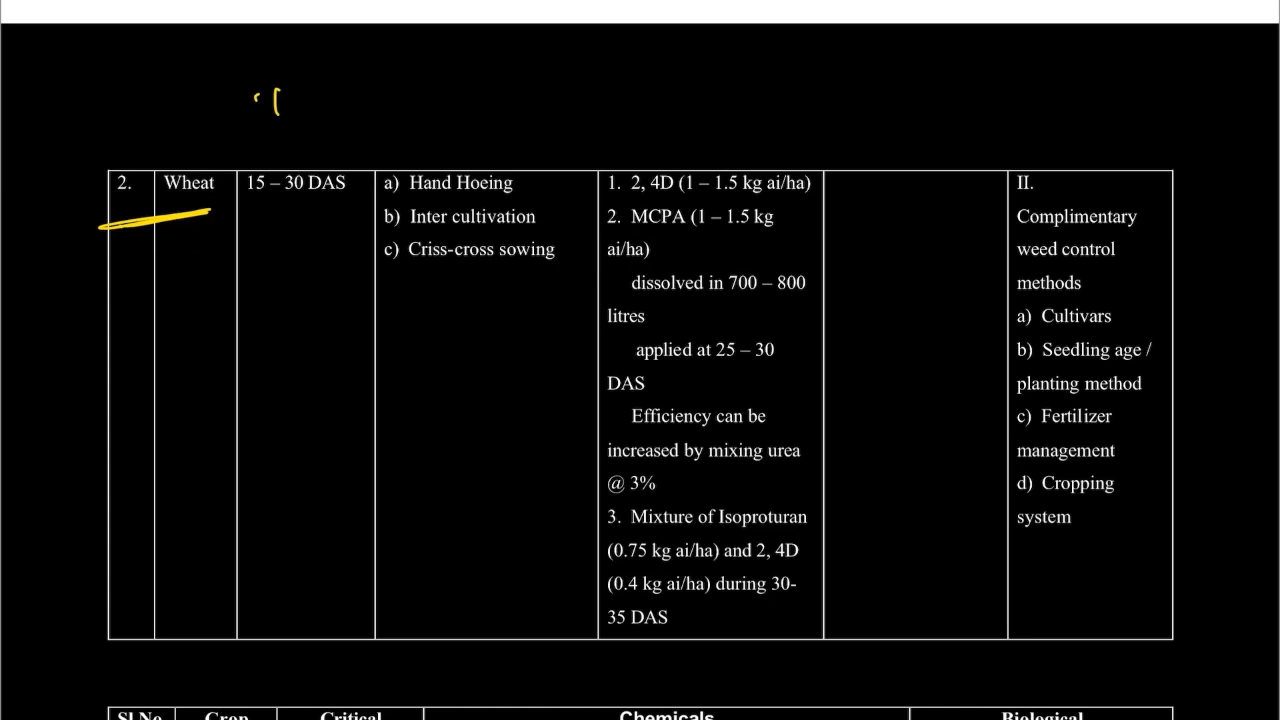 2.
Wheat
15 – 30 DAS
a) Hand Hoeing
b) Inter cultivation
c) Criss-cross sowing
1. 2, 4D (1 – 1.5 kg ai/ha)
2. MCPA (1 – 1.5 kg
ai/ha)
dissolved in 700 – 800
litres
applied at 25 – 30
DAS
Efficiency can be
increased by mixing urea
@ 3%
3. Mixture of Isoproturan
(0.75 kg ai/ha) and 2, 4D
(0.4 kg ai/ha) during 30-
35 DAS
II.
Complimentary
weed control
methods
a) Cultivars
b) Seedling age /
planting method
c) Fertilizer
management
d) Cropping
system
Sl.No
Crop
Critical
Chemicals
Biological